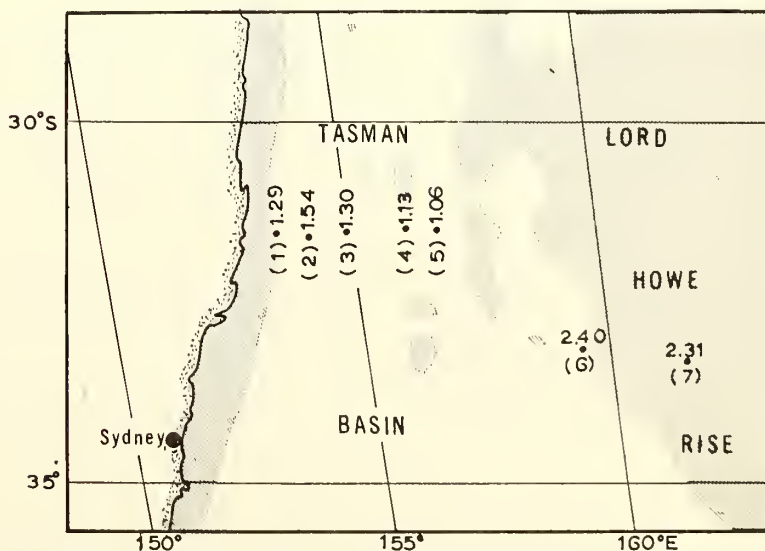 30°S
TASMAN
LORD
(1)•1.29
(2)•1.54
(3)•1.30
(4)•1.13
(5)•1.06
HOWE
2.40
(6)
2.31
(7)
BASIN
Sydney
RISE
35°
150°
155°
160°E